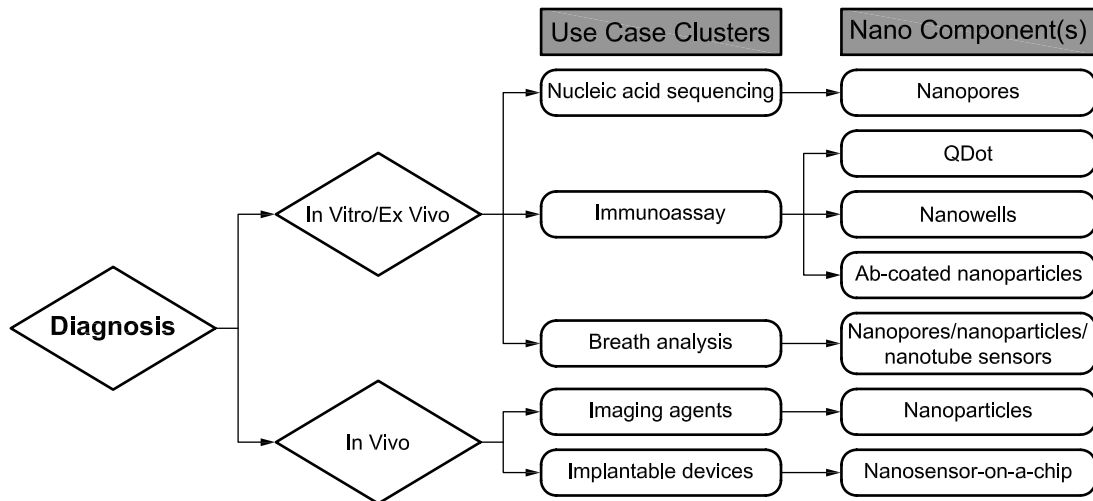 Use Case Clusters
Nano Component(s)
Nucleic acid sequencing
Nanopores
QDot
In Vitro/Ex Vivo
Immunoassay
Nanowells
Ab-coated nanoparticles
Diagnosis
Breath analysis
Nanopores/nanoparticles/
nanotube sensors
Imaging agents
Nanoparticles
In Vivo
Implantable devices
Nanosensor-on-a-chip